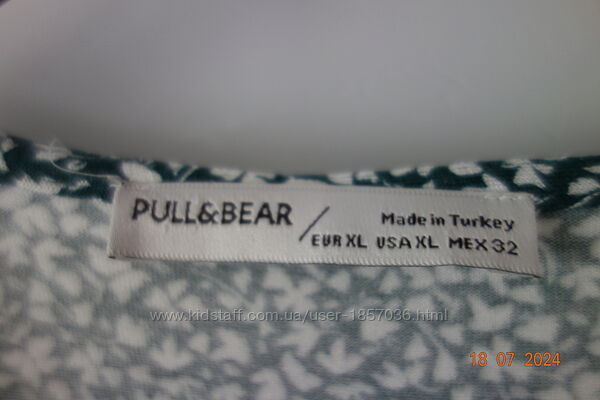 PULL&BEAR / Made in Turkey
EUR XL USA XL MEX 32
www.kidstaff.com.ua/user-1857036.html
18 07 2024